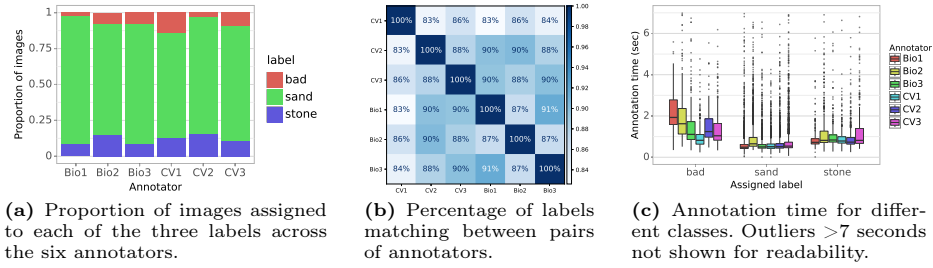 1
0.75
0.5
0.25
0
Proportion of images
Bio1 Bio2 Bio3 CV1 CV2 CV3
Annotator
label
bad
sand
stone
CV1 100% 83% 86% 83% 86% 84%
CV2 83% 100% 88% 90% 90% 88%
CV3 86% 88% 100% 90% 88% 90%
Bio1 83% 90% 90% 100% 87% 91%
Bio2 86% 90% 88% 87% 100% 87%
Bio3 84% 88% 90% 91% 87% 100%
CV1 CV2 CV3 Bio1 Bio2 Bio3
1.00
0.98
0.96
0.94
0.92
0.90
0.88
0.86
0.84
6
4
2
0
Annotation time (sec)
bad sand stone
Assigned label
Annotator
Bio1
Bio2
Bio3
CV1
CV2
CV3
(a) Proportion of images assigned
to each of the three labels across
the six annotators.
(b) Percentage of labels
matching between pairs
of annotators.
(c) Annotation time for differ-
ent classes. Outliers >7 seconds
not shown for readability.